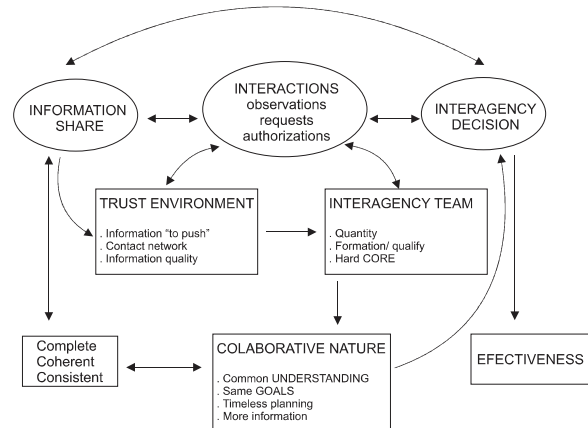 INFORMATION
SHARE
INTERACTIONS
observations
requests
authorizations
INTERAGENCY
DECISION
TRUST ENVIRONMENT
. Information “to push”
. Contact network
. Information quality
INTERAGENCY TEAM
. Quantity
. Formation/ qualify
. Hard CORE
Complete
Coherent
Consistent
COLABORATIVE NATURE
. Common UNDERSTANDING
. Same GOALS
. Timeless planning
. More information
EFECTIVENESS